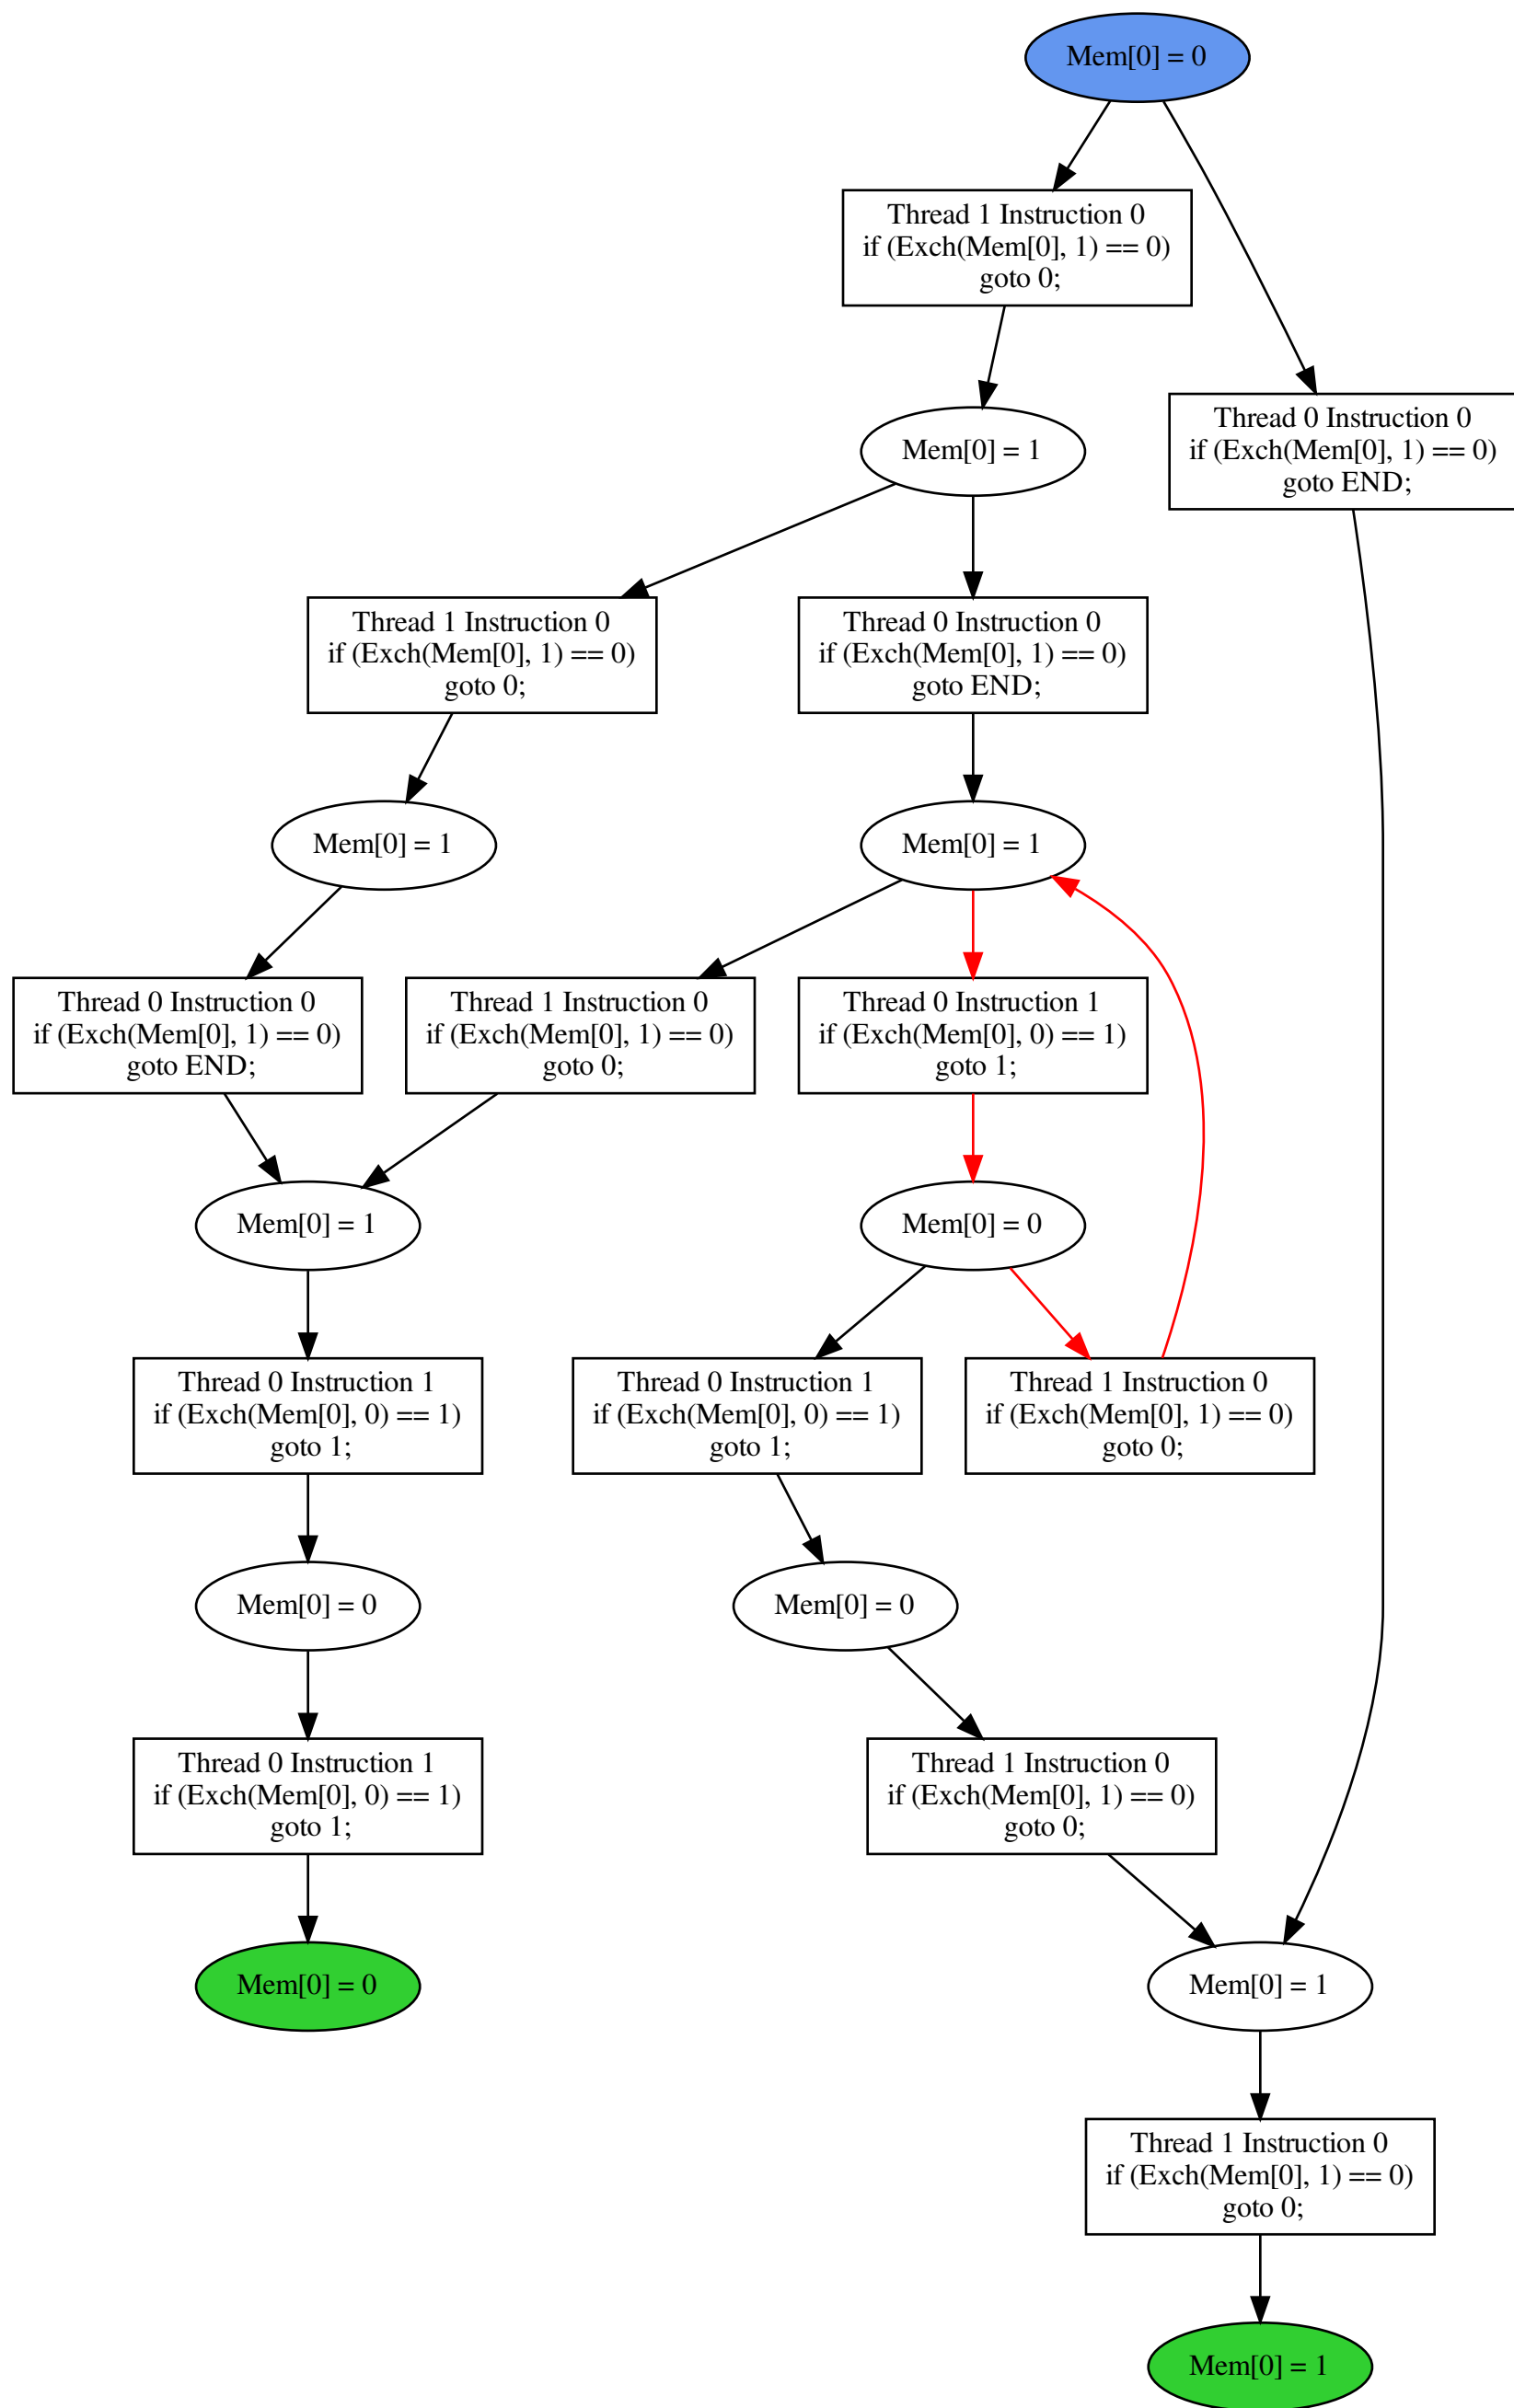 Mem[0] = 0
Thread 1 Instruction 0
if (Exch(Mem[0], 1) == 0)
goto 0;
Thread 0 Instruction 0
if (Exch(Mem[0], 1) == 0)
goto END;
Mem[0] = 1
Thread 1 Instruction 0
if (Exch(Mem[0], 1) == 0)
goto 0;
Thread 0 Instruction 0
if (Exch(Mem[0], 1) == 0)
goto END;
Mem[0] = 1
Mem[0] = 1
Thread 0 Instruction 0
if (Exch(Mem[0], 1) == 0)
goto END;
Thread 1 Instruction 0
if (Exch(Mem[0], 1) == 0)
goto 0;
Thread 0 Instruction 1
if (Exch(Mem[0], 0) == 1)
goto 1;
Mem[0] = 1
Mem[0] = 0
Thread 0 Instruction 1
if (Exch(Mem[0], 0) == 1)
goto 1;
Thread 0 Instruction 1
if (Exch(Mem[0], 0) == 1)
goto 1;
Thread 1 Instruction 0
if (Exch(Mem[0], 1) == 0)
goto 0;
Mem[0] = 0
Mem[0] = 0
Thread 0 Instruction 1
if (Exch(Mem[0], 0) == 1)
goto 1;
Thread 1 Instruction 0
if (Exch(Mem[0], 1) == 0)
goto 0;
Mem[0] = 0
Mem[0] = 1
Thread 1 Instruction 0
if (Exch(Mem[0], 1) == 0)
goto 0;
Mem[0] = 1